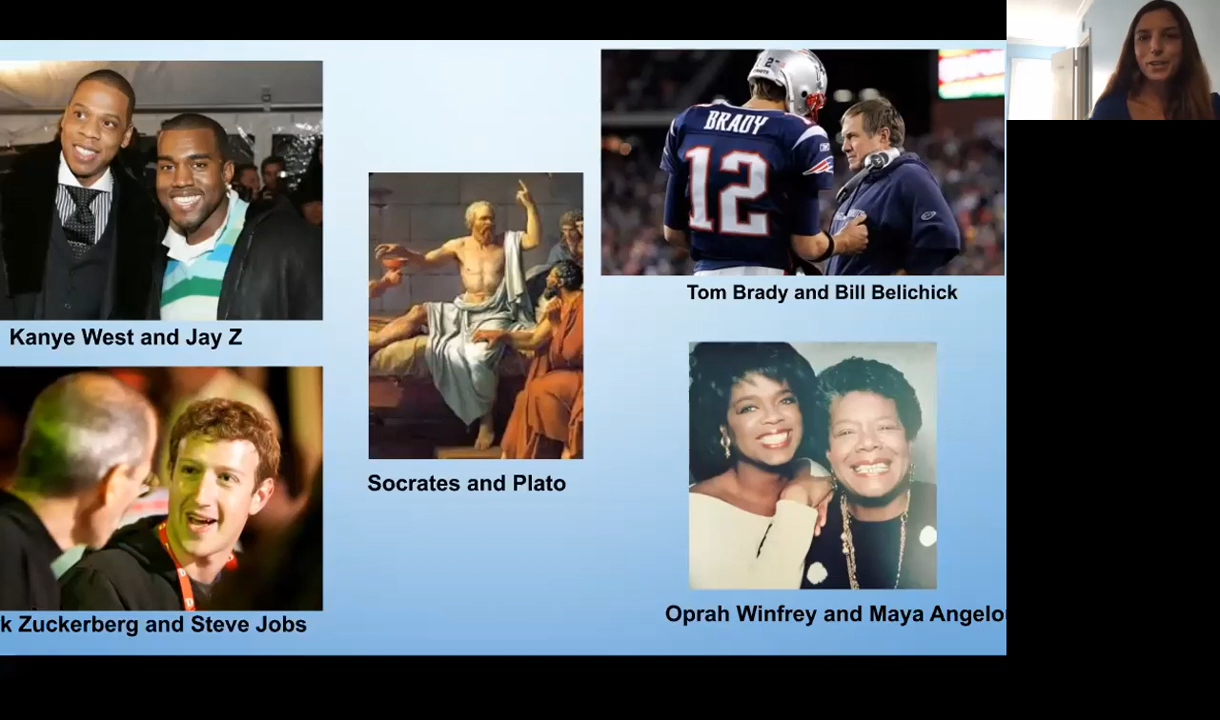 BRADY
12
Tom Brady and Bill Belichick
Kanye West and Jay Z
Socrates and Plato
k Zuckerberg and Steve Jobs
Oprah Winfrey and Maya Angelo